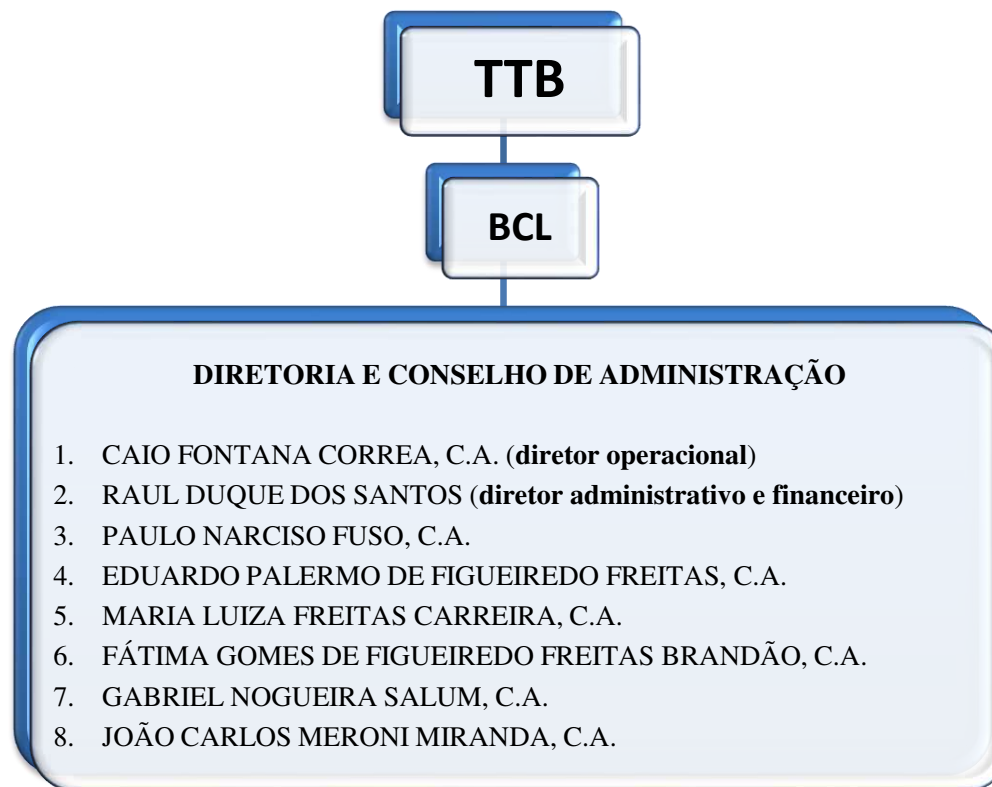 TTB
BCL
DIRETORIA E CONSELHO DE ADMINISTRAÇÃO
1. CAIO FONTANA CORREA, C.A. (diretor operacional)
2. RAUL DUQUE DOS SANTOS (diretor administrativo e financeiro)
3. PAULO NARCISO FUSO, C.A.
4. EDUARDO PALERMO DE FIGUEIREDO FREITAS, C.A.
5. MARIA LUIZA FREITAS CARREIRA, C.A.
6. FÁTIMA GOMES DE FIGUEIREDO FREITAS BRANDÃO, C.A.
7. GABRIEL NOGUEIRA SALUM, C.A.
8. JOÃO CARLOS MERONI MIRANDA, C.A.